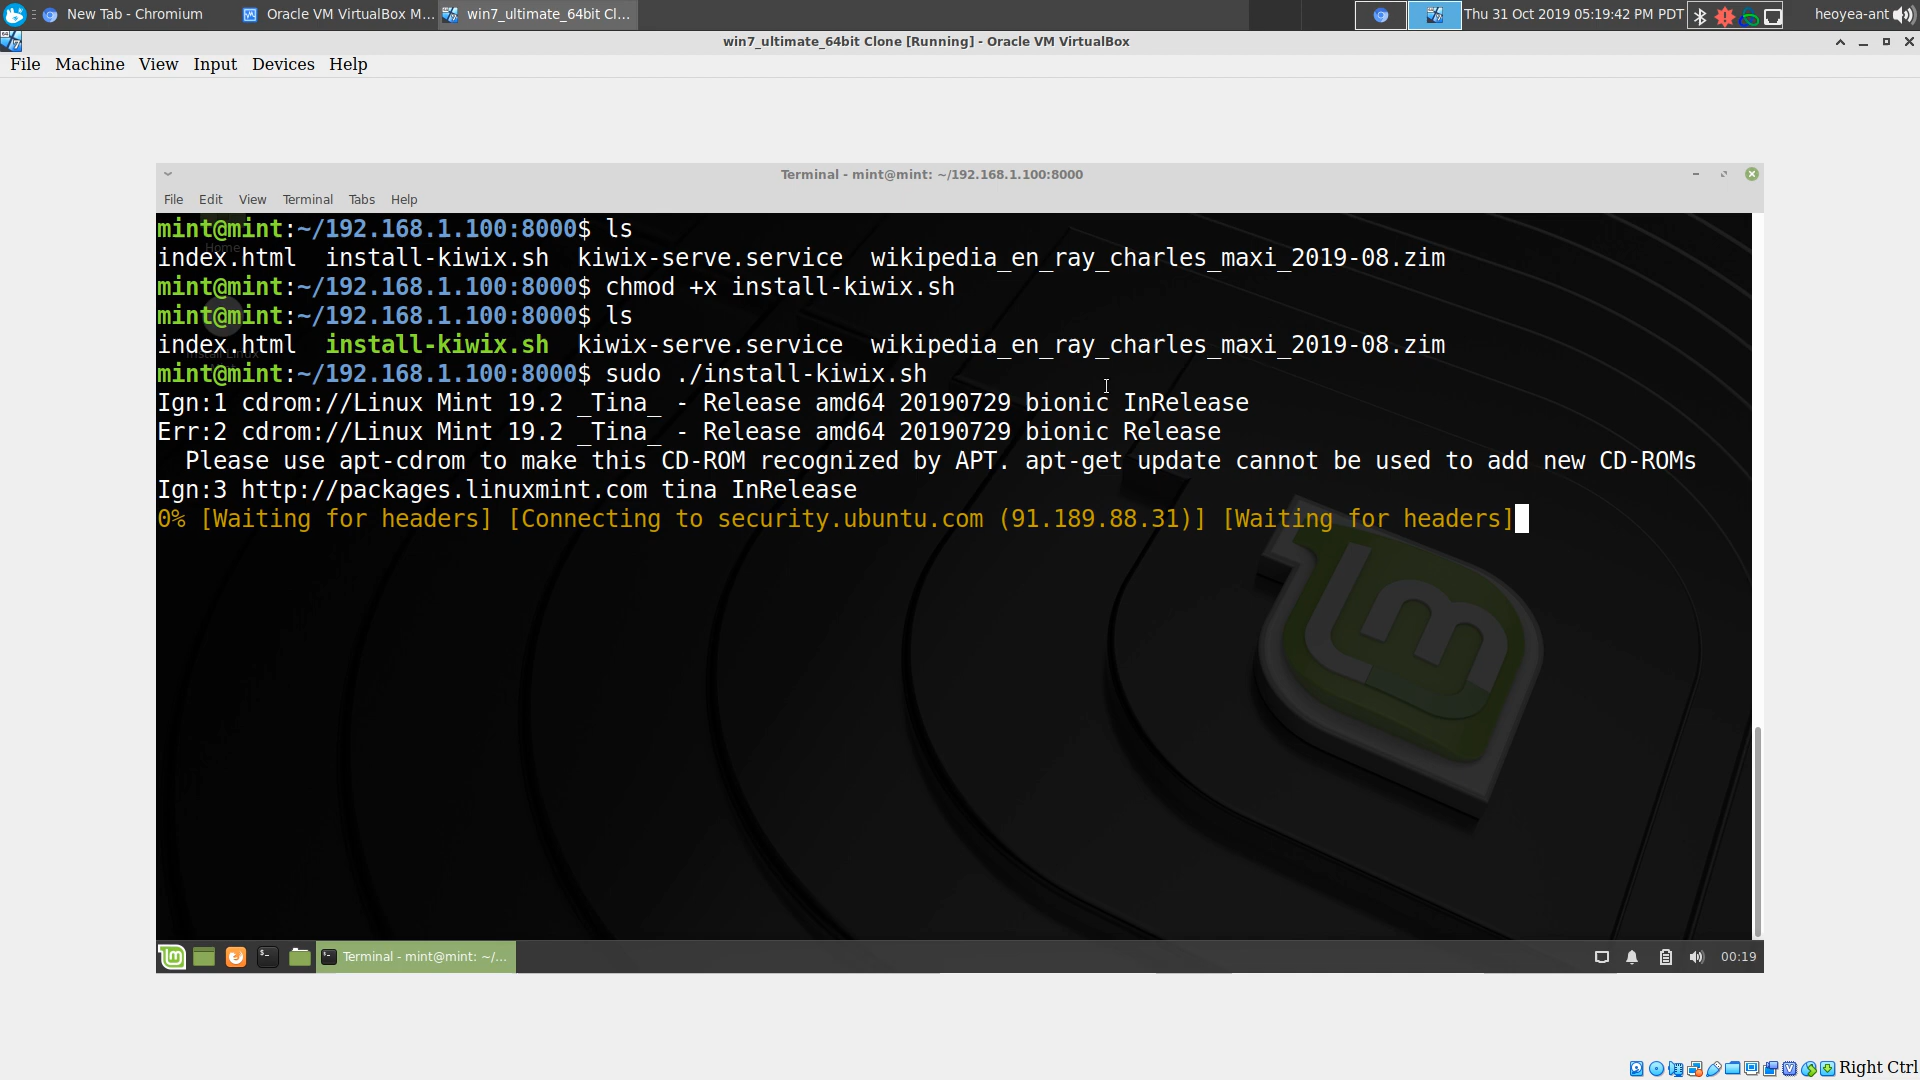 New Tab - Chromium
Oracle VM VirtualBox M...
win7_ultimate_64bit Cl...
Thu 31 Oct 2019 05:19:42 PM PDT
heoyea-ant
win7_ultimate_64bit Clone [Running] - Oracle VM VirtualBox
File Machine View Input Devices Help
Terminal - mint@mint: ~/192.168.1.100:8000
File Edit View Terminal Tabs Help
mint@mint:~/192.168.1.100:8000$ ls
Home
index.html install-kiwix.sh kiwix-serve.service wikipedia_en_ray_charles_maxi_2019-08.zim
mint@mint:~/192.168.1.100:8000$ chmod +x install-kiwix.sh
mint@mint:~/192.168.1.100:8000$ ls
index.html install-kiwix.sh kiwix-serve.service wikipedia_en_ray_charles_maxi_2019-08.zim
Install Linux
mint@mint:~/192.168.1.100:8000$ sudo ./install-kiwix.sh
Ign:1 cdrom://Linux Mint 19.2 _Tina_ - Release amd64 20190729 bionic InRelease
Err:2 cdrom://Linux Mint 19.2 _Tina_ - Release amd64 20190729 bionic Release
Please use apt-cdrom to make this CD-ROM recognized by APT. apt-get update cannot be used to add new CD-ROMs
Ign:3 http://packages.linuxmint.com tina InRelease
0% [Waiting for headers] [Connecting to security.ubuntu.com (91.189.88.31)] [Waiting for headers]
Terminal - mint@mint: ~/...
00:19
Right Ctrl